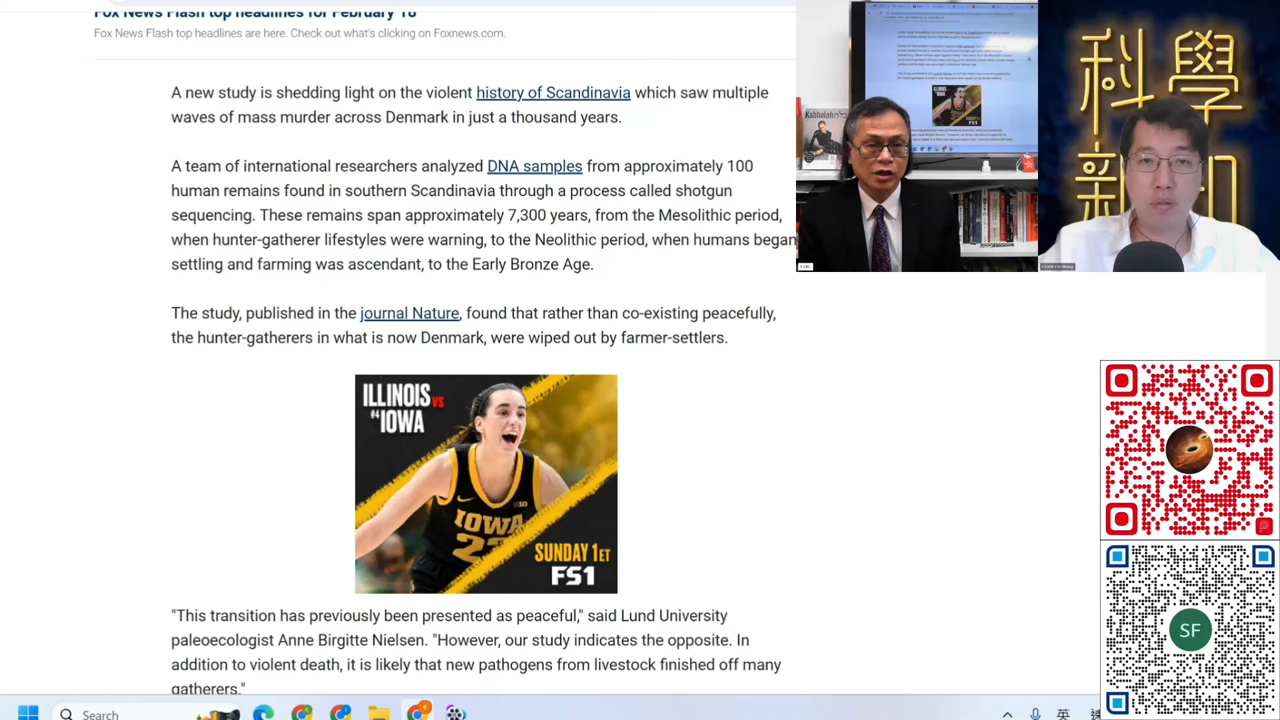 Fox News Flash top headlines for February 18
Fox News Flash top headlines are here. Check out what's clicking on Foxnews.com.
A new study is shedding light on the violent history of Scandinavia which saw multiple
waves of mass murder across Denmark in just a thousand years.
A team of international researchers analyzed DNA samples from approximately 100
human remains found in southern Scandinavia through a process called shotgun
sequencing. These remains span approximately 7,300 years, from the Mesolithic period,
when hunter-gatherer lifestyles were warning, to the Neolithic period, when humans began
settling and farming was ascendant, to the Early Bronze Age.
The study, published in the journal Nature, found that rather than co-existing peacefully,
the hunter-gatherers in what is now Denmark, were wiped out by farmer-settlers.
ILLINOIS VS
#4 IOWA
IOWA
SUNDAY 1ET
FS1
"This transition has previously been presented as peaceful," said Lund University
paleoecologist Anne Birgitte Nielsen. "However, our study indicates the opposite. In
addition to violent death, it is likely that new pathogens from livestock finished off many
gatherers."
Kabbalah
科學
新知
SF
Search
英